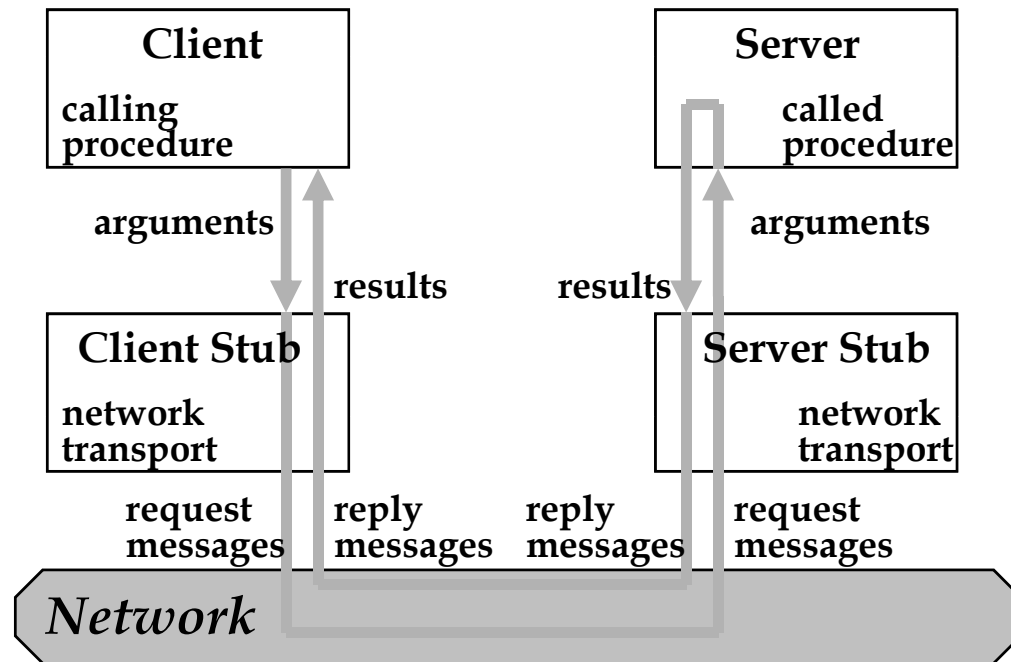 Client
calling
procedure
Server
called
procedure
arguments
arguments
results
results
Client Stub
network
transport
Server Stub
network
transport
request
messages
reply
messages
reply
messages
request
messages
Network